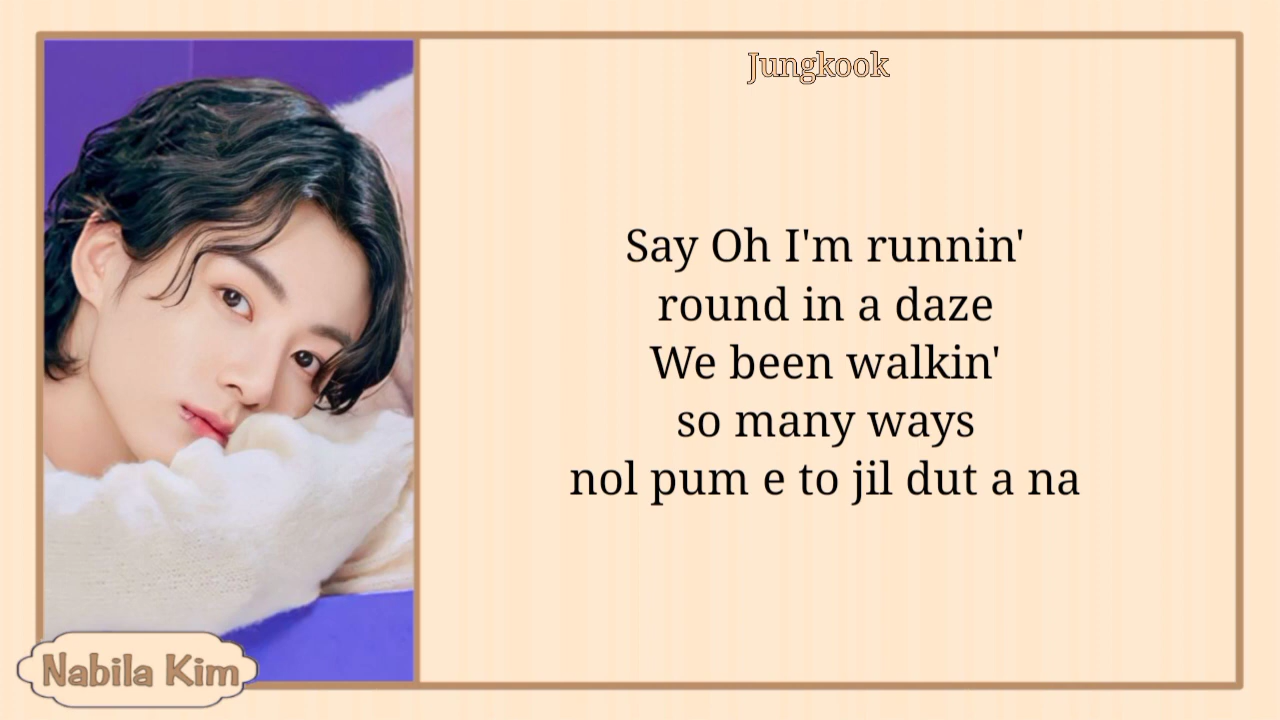 Jungkook
Say Oh I'm runnin'
round in a daze
We been walkin'
so many ways
nol pum e to jil dut a na
Nabila Kim